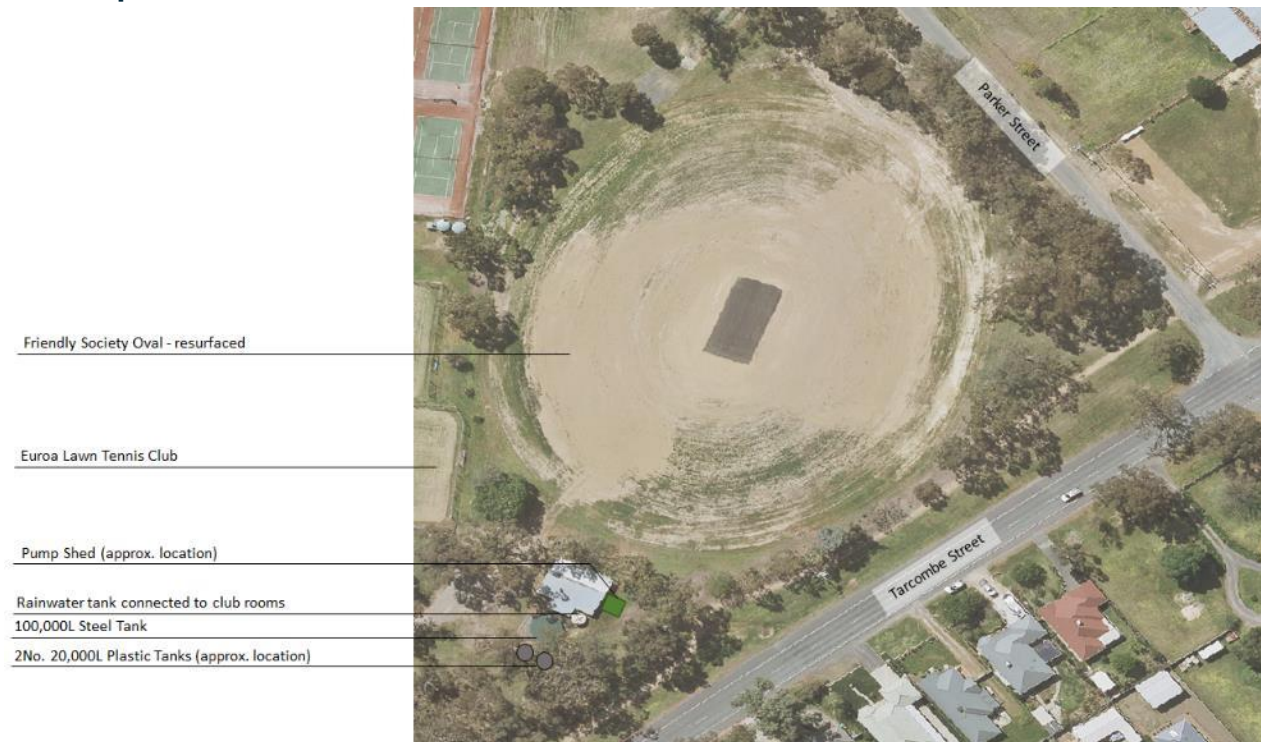 Friendly Society Oval - resurfaced
Euroa Lawn Tennis Club
Pump Shed (approx. location)
Rainwater tank connected to club rooms
100,000L Steel Tank
2No. 20,000L Plastic Tanks (approx. location)
Parker Street
Tarcombe Street